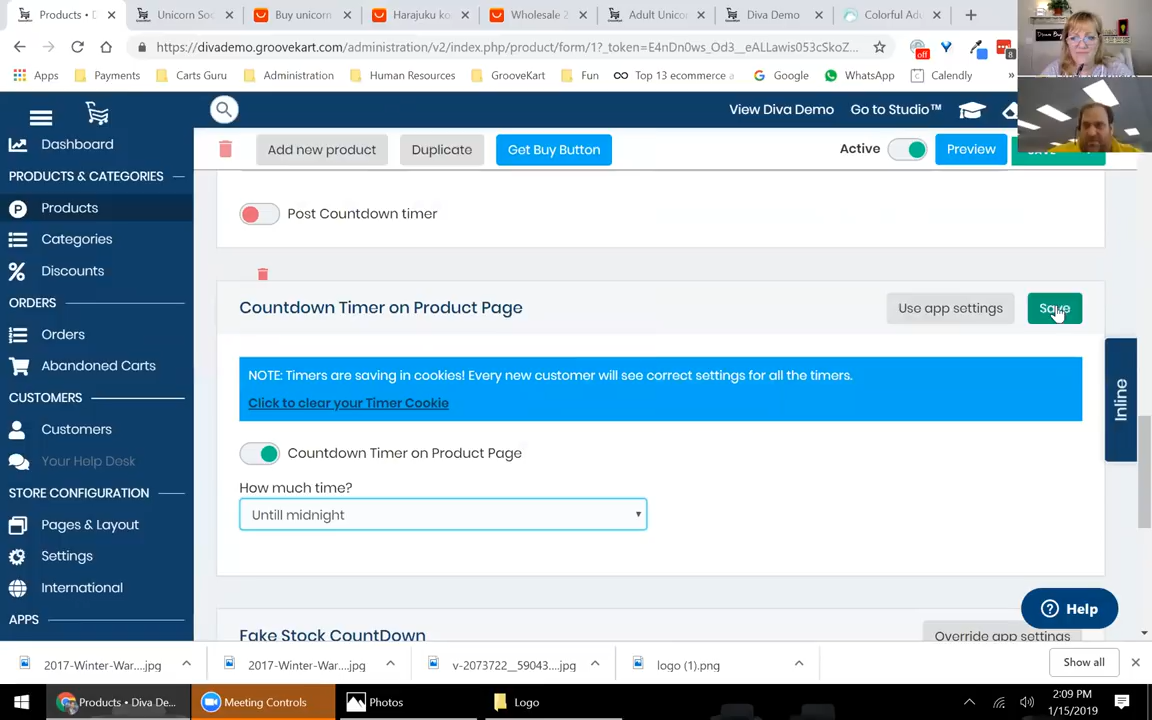 Products • D
Unicorn Soc
Buy unicorn
Harajuku ko
Wholesale 2
Adult Unico
Diva Demo
Colorful Adu
https://divademo.groovekart.com/administration/v2/index.php/product/form/1?_token=E4nDn0ws_Od3__eALLawis053cSkoZ...
off
8
Apps
Payments
Carts Guru
Administration
Human Resources
GrooveKart
Fun
Top 13 ecommerce
Google
WhatsApp
Calendly
»
View Diva Demo
Go to Studio™
Dashboard
PRODUCTS & CATEGORIES
Products
Categories
Discounts
ORDERS
Orders
Abandoned Carts
CUSTOMERS
Customers
Your Help Desk
STORE CONFIGURATION
Pages & Layout
Settings
International
APPS
Add new product
Duplicate
Get Buy Button
Active
Preview
Post Countdown timer
Countdown Timer on Product Page
Use app settings
Save
NOTE: Timers are saving in cookies! Every new customer will see correct settings for all the timers.
Click to clear your Timer Cookie
Countdown Timer on Product Page
How much time?
Untill midnight
Inline
Help
Fake Stock CountDown
Override app settings
2017-Winter-War....jpg
2017-Winter-War....jpg
v-2073722__59043....jpg
logo (1).png
Show all
Products • Diva De...
Meeting Controls
Photos
Logo
2:09 PM
1/15/2019